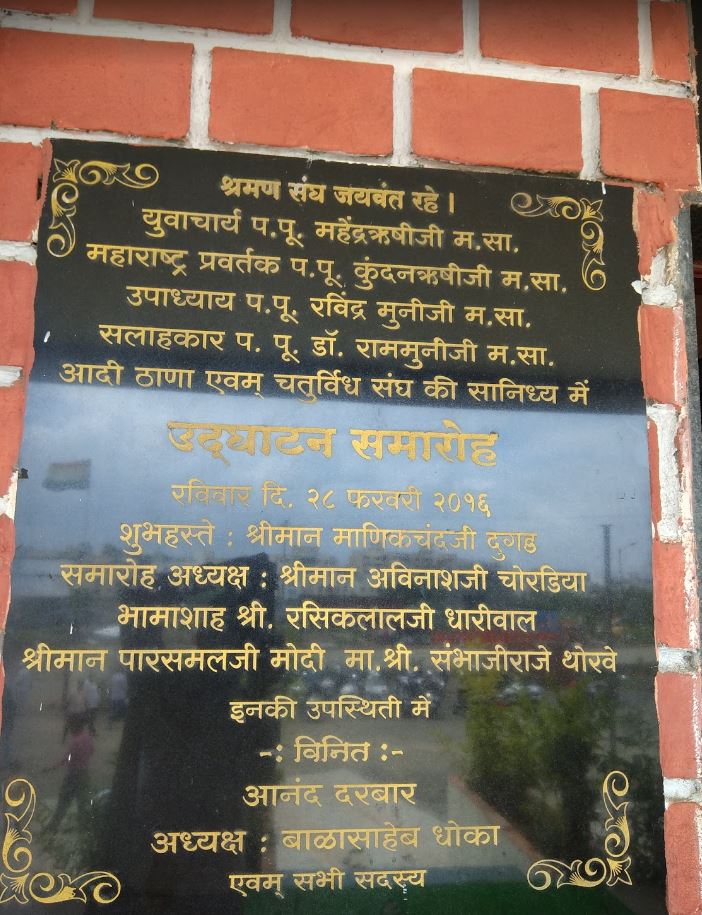 श्रमण संघ जयवंत रहे |
युवाचार्य प.पू. महेंद्रऋषीजी म.सा.
महाराष्ट्र प्रवर्तक प.पू. कुंदनऋषीजी म.सा.
उपाध्याय प.पू. रविंद्र मुनीजी म.सा.
सलाहकार प. पू. डॉ. राममुनीजी म.सा.
आदी ठाणा एवम् चतुर्विध संघ की सानिध्य में
उद्‌घाटन समारोह
रविवार दि. २८ फरवरी २०१६
शुभहस्ते : श्रीमान माणिकचंदजी दुगड
समारोह अध्यक्ष : श्रीमान अविनाशजी चोरडिया
भामाशाह श्री. रसिकलालजी धारीवाल
श्रीमान पारसमलजी मोदी मा.श्री. संभाजीराजे थोरवे
इनकी उपस्थिती में
-: विनित :-
आनंद दरबार
अध्यक्ष : बाळासाहेब धोका
एवम् सभी सदस्य